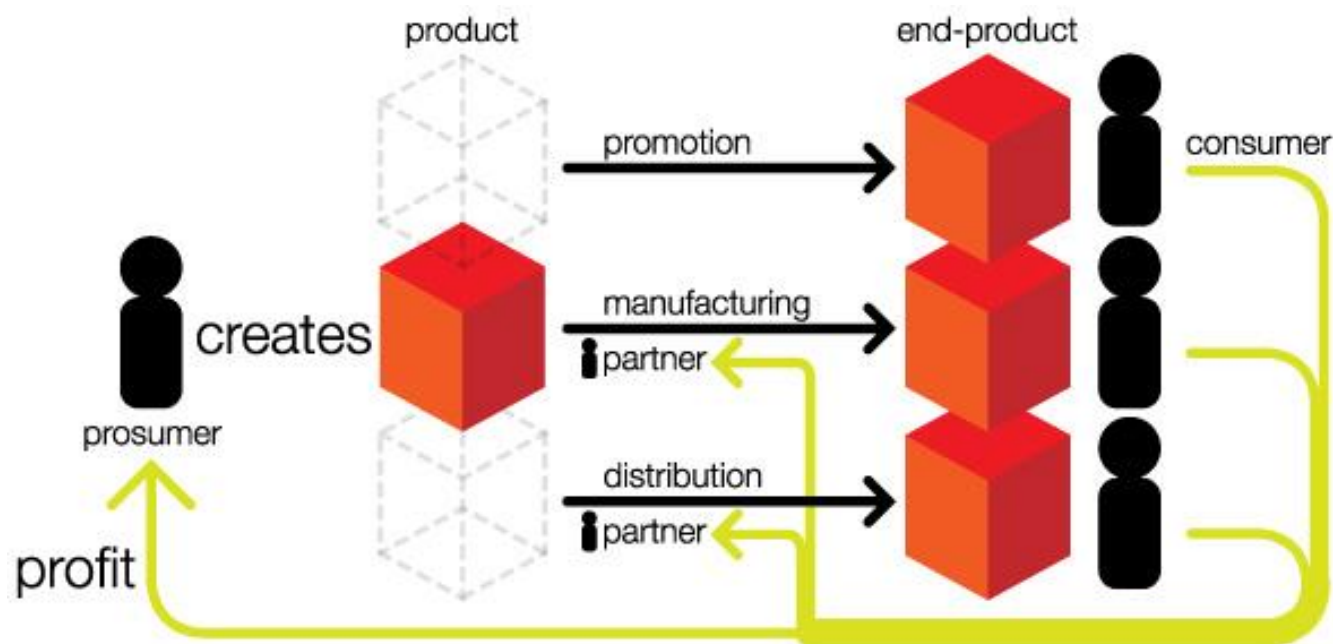 product
end-product
promotion
consumer
creates
manufacturing
partner
prosumer
distribution
partner
profit